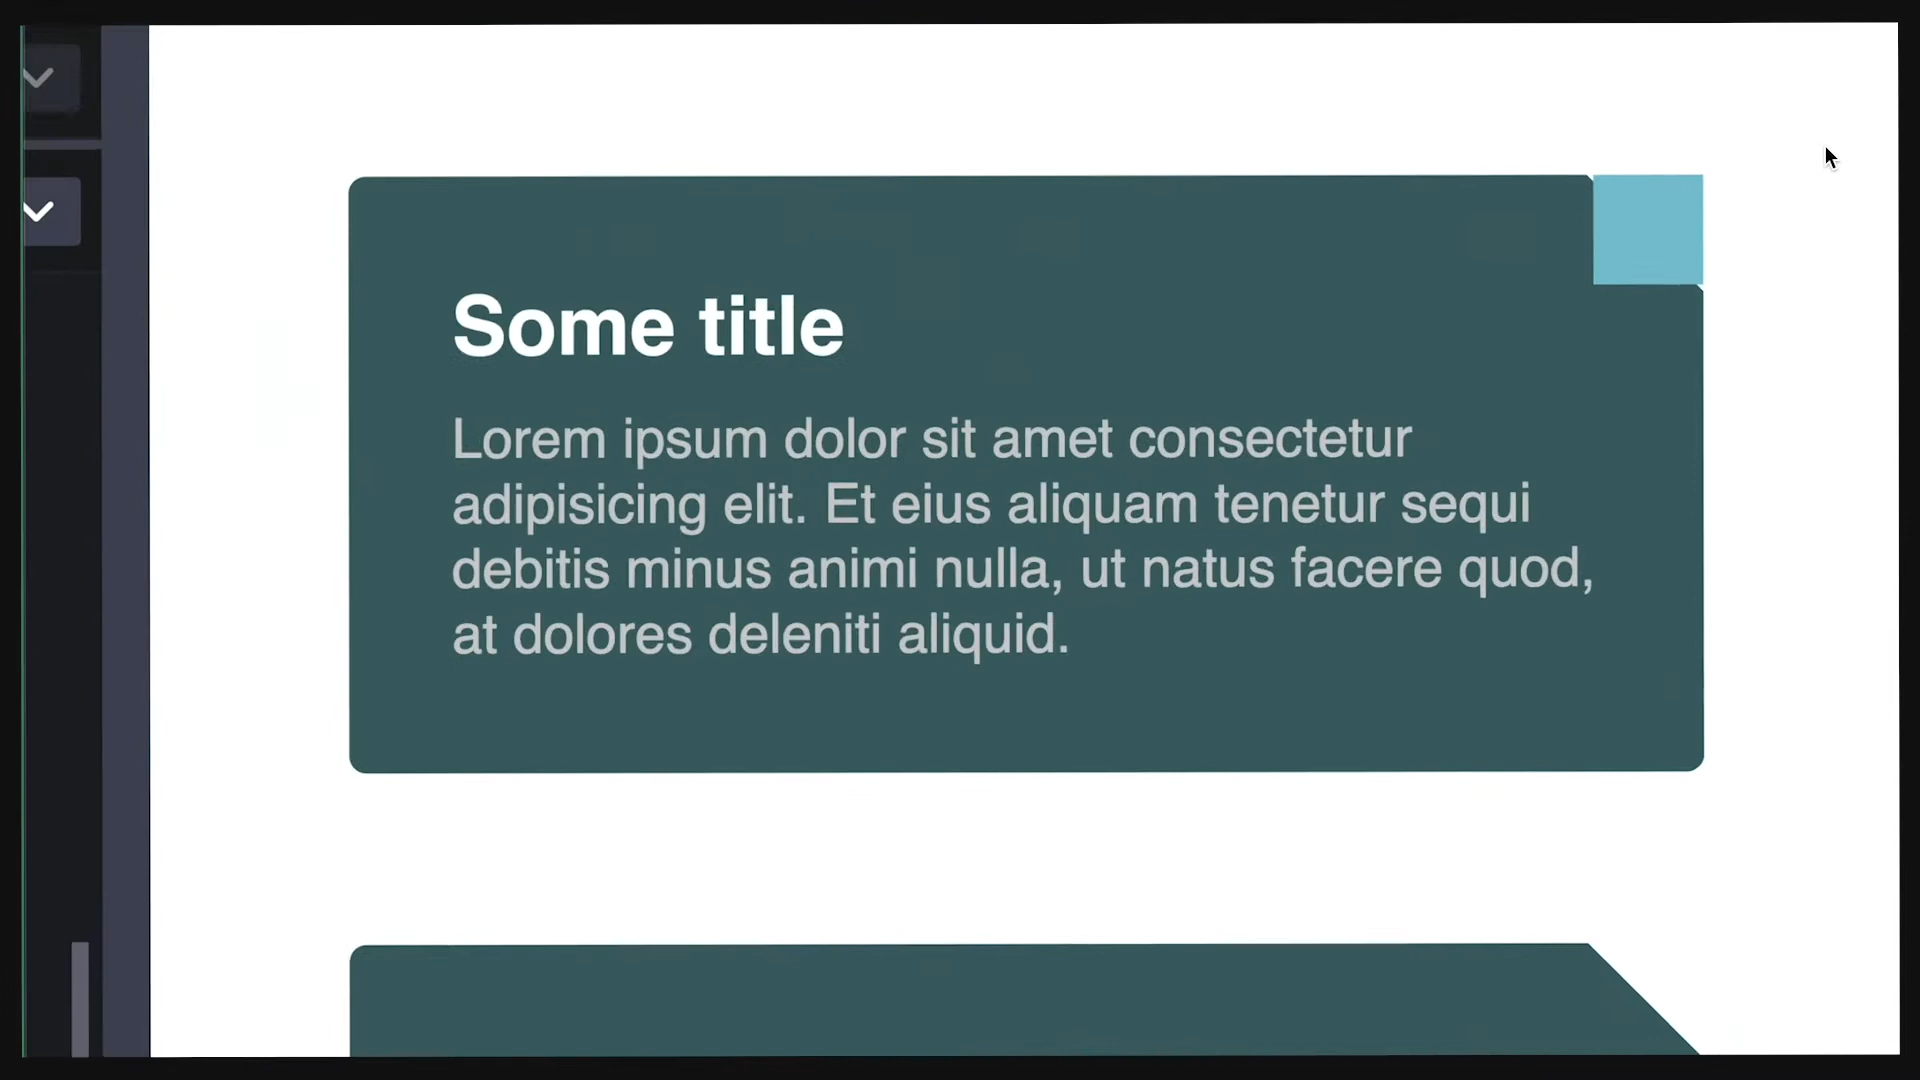 Some title
Lorem ipsum dolor sit amet consectetur
adipisicing elit. Et eius aliquam tenetur sequi
debitis minus animi nulla, ut natus facere quod,
at dolores deleniti aliquid.